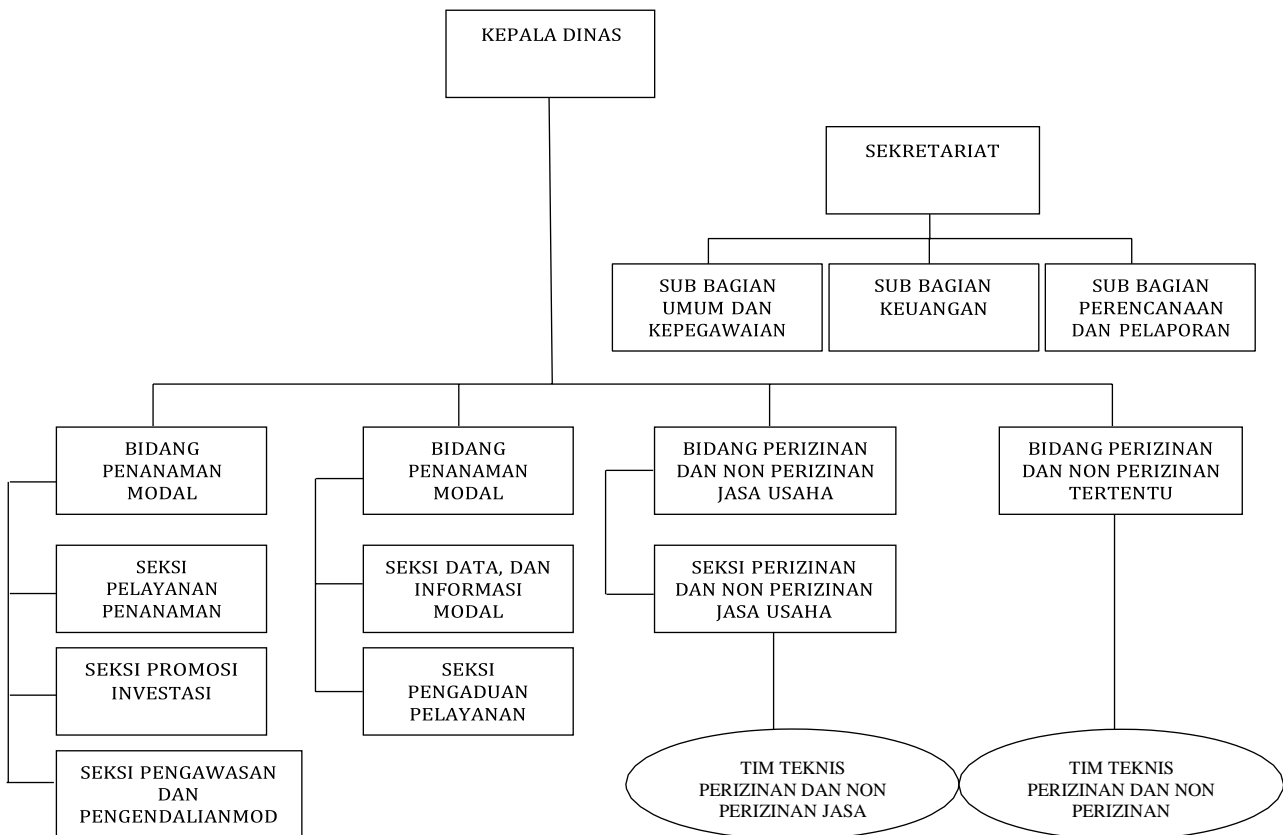 KEPALA DINAS
SEKRETARIAT
SUB BAGIAN
UMUM DAN
KEPEGAWAIAN
SUB BAGIAN
KEUANGAN
SUB BAGIAN
PERENCANAAN
DAN PELAPORAN
BIDANG
PENANAMAN
MODAL
BIDANG
PENANAMAN
MODAL
BIDANG PERIZINAN
DAN NON PERIZINAN
JASA USAHA
BIDANG PERIZINAN
DAN NON PERIZINAN
TERTENTU
SEKSI
PELAYANAN
PENANAMAN
SEKSI DATA, DAN
INFORMASI
MODAL
SEKSI PERIZINAN
DAN NON PERIZINAN
JASA USAHA
SEKSI PROMOSI
INVESTASI
SEKSI
PENGADUAN
PELAYANAN
SEKSI PENGAWASAN
DAN
PENGENDALIANMOD
TIM TEKNIS
PERIZINAN DAN NON
PERIZINAN JASA
TIM TEKNIS
PERIZINAN DAN NON
PERIZINAN